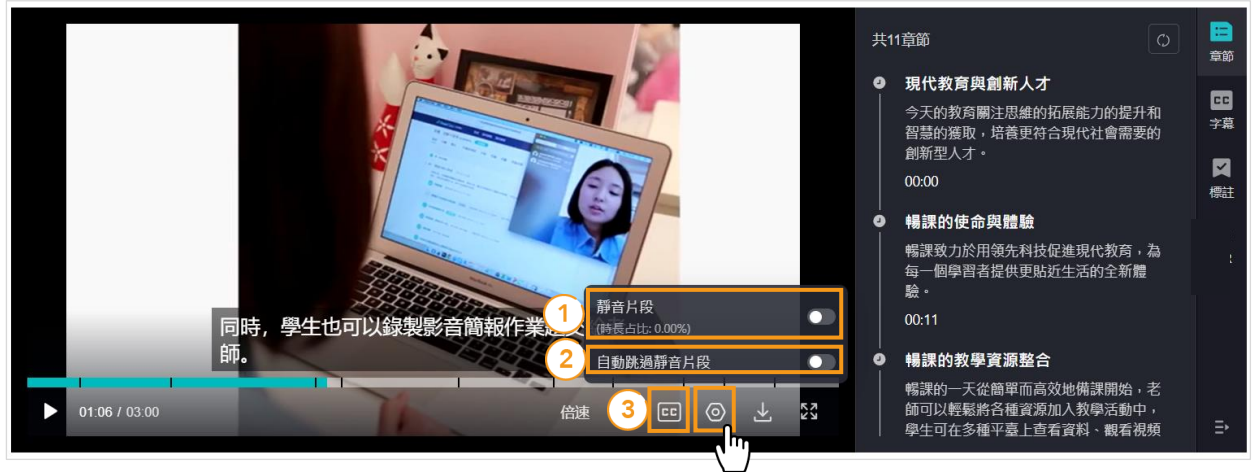 共11章節
章節
現代教育與創新人才
今天的教育關注思維的拓展能力的提升和
智慧的獲取，培養更符合現代社會需要的
創新型人才。
00:00
字幕
標註
暢課的使命與體驗
暢課致力於用領先科技促進現代教育，為
每一個學習者提供更貼近生活的全新體
驗。
00:11
暢課的教學資源整合
暢課的一天從簡單而高效地備課開始，老
師可以輕鬆將各種資源加入教學活動中，
學生可在多種平臺上查看資料、觀看視頻
同時，學生也可以錄製影音簡報作業
師。
1
靜音片段
(時長占比: 0.00%)
2
自動跳過靜音片段
01:06 / 03:00
倍速
3
CC
CC